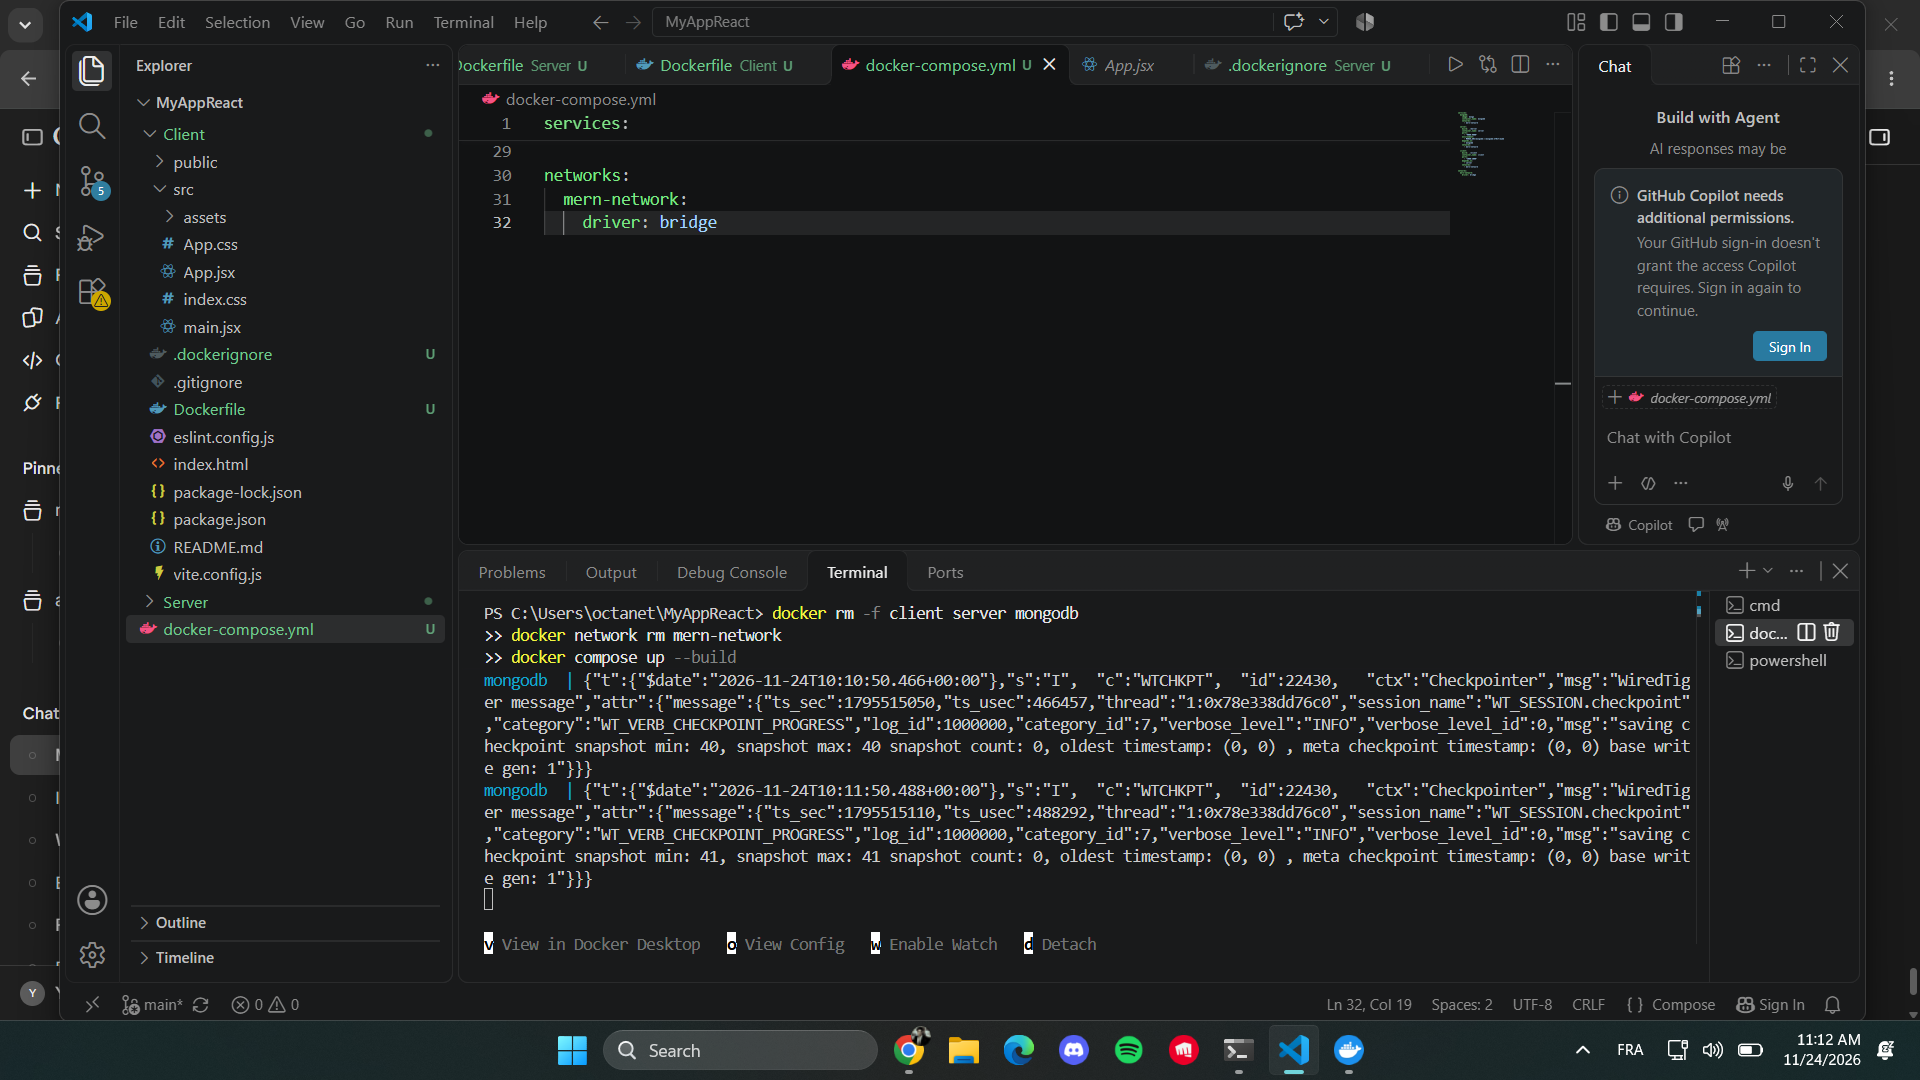 File Edit Selection View Go Run Terminal Help
MyAppReact
Explorer
MyAppReact
Client
public
src
assets
App.css
App.jsx
index.css
main.jsx
.dockerignore U
.gitignore
Dockerfile U
eslint.config.js
index.html
package-lock.json
package.json
README.md
vite.config.js
Server
docker-compose.yml U
Outline
Timeline
5
Pinne
Chat
Y
ockerfile Server U
Dockerfile Client U
docker-compose.yml U
App.jsx
.dockerignore Server U
docker-compose.yml
1 services:
29
30 networks:
31 mern-network:
32 driver: bridge
Chat
Build with Agent
AI responses may be
GitHub Copilot needs
additional permissions.
Your GitHub sign-in doesn't
grant the access Copilot
requires. Sign in again to
continue.
Sign In
docker-compose.yml
Chat with Copilot
Copilot
Problems Output Debug Console Terminal Ports
PS C:\Users\octanet\MyAppReact> docker rm -f client server mongodb
>> docker network rm mern-network
>> docker compose up --build
mongodb | {"t":{"$date":"2026-11-24T10:10:50.466+00:00"},"s":"I", "c":"WTCHKPT", "id":22430, "ctx":"Checkpointer","msg":"WiredTig
er message","attr":{"message":{"ts_sec":1795515050,"ts_usec":466457,"thread":"1:0x78e338dd76c0","session_name":"WT_SESSION.checkpoint"
,"category":"WT_VERB_CHECKPOINT_PROGRESS","log_id":1000000,"category_id":7,"verbose_level":"INFO","verbose_level_id":0,"msg":"saving c
heckpoint snapshot min: 40, snapshot max: 40 snapshot count: 0, oldest timestamp: (0, 0) , meta checkpoint timestamp: (0, 0) base writ
e gen: 1"}}}
mongodb | {"t":{"$date":"2026-11-24T10:11:50.488+00:00"},"s":"I", "c":"WTCHKPT", "id":22430, "ctx":"Checkpointer","msg":"WiredTig
er message","attr":{"message":{"ts_sec":1795515110,"ts_usec":488292,"thread":"1:0x78e338dd76c0","session_name":"WT_SESSION.checkpoint"
,"category":"WT_VERB_CHECKPOINT_PROGRESS","log_id":1000000,"category_id":7,"verbose_level":"INFO","verbose_level_id":0,"msg":"saving c
heckpoint snapshot min: 41, snapshot max: 41 snapshot count: 0, oldest timestamp: (0, 0) , meta checkpoint timestamp: (0, 0) base writ
e gen: 1"}}}
v View in Docker Desktop o View Config w Enable Watch d Detach
cmd
doc...
powershell
main* 0 0
Ln 32, Col 19 Spaces: 2 UTF-8 CRLF {} Compose Sign In
Search
FRA
11:12 AM
11/24/2026